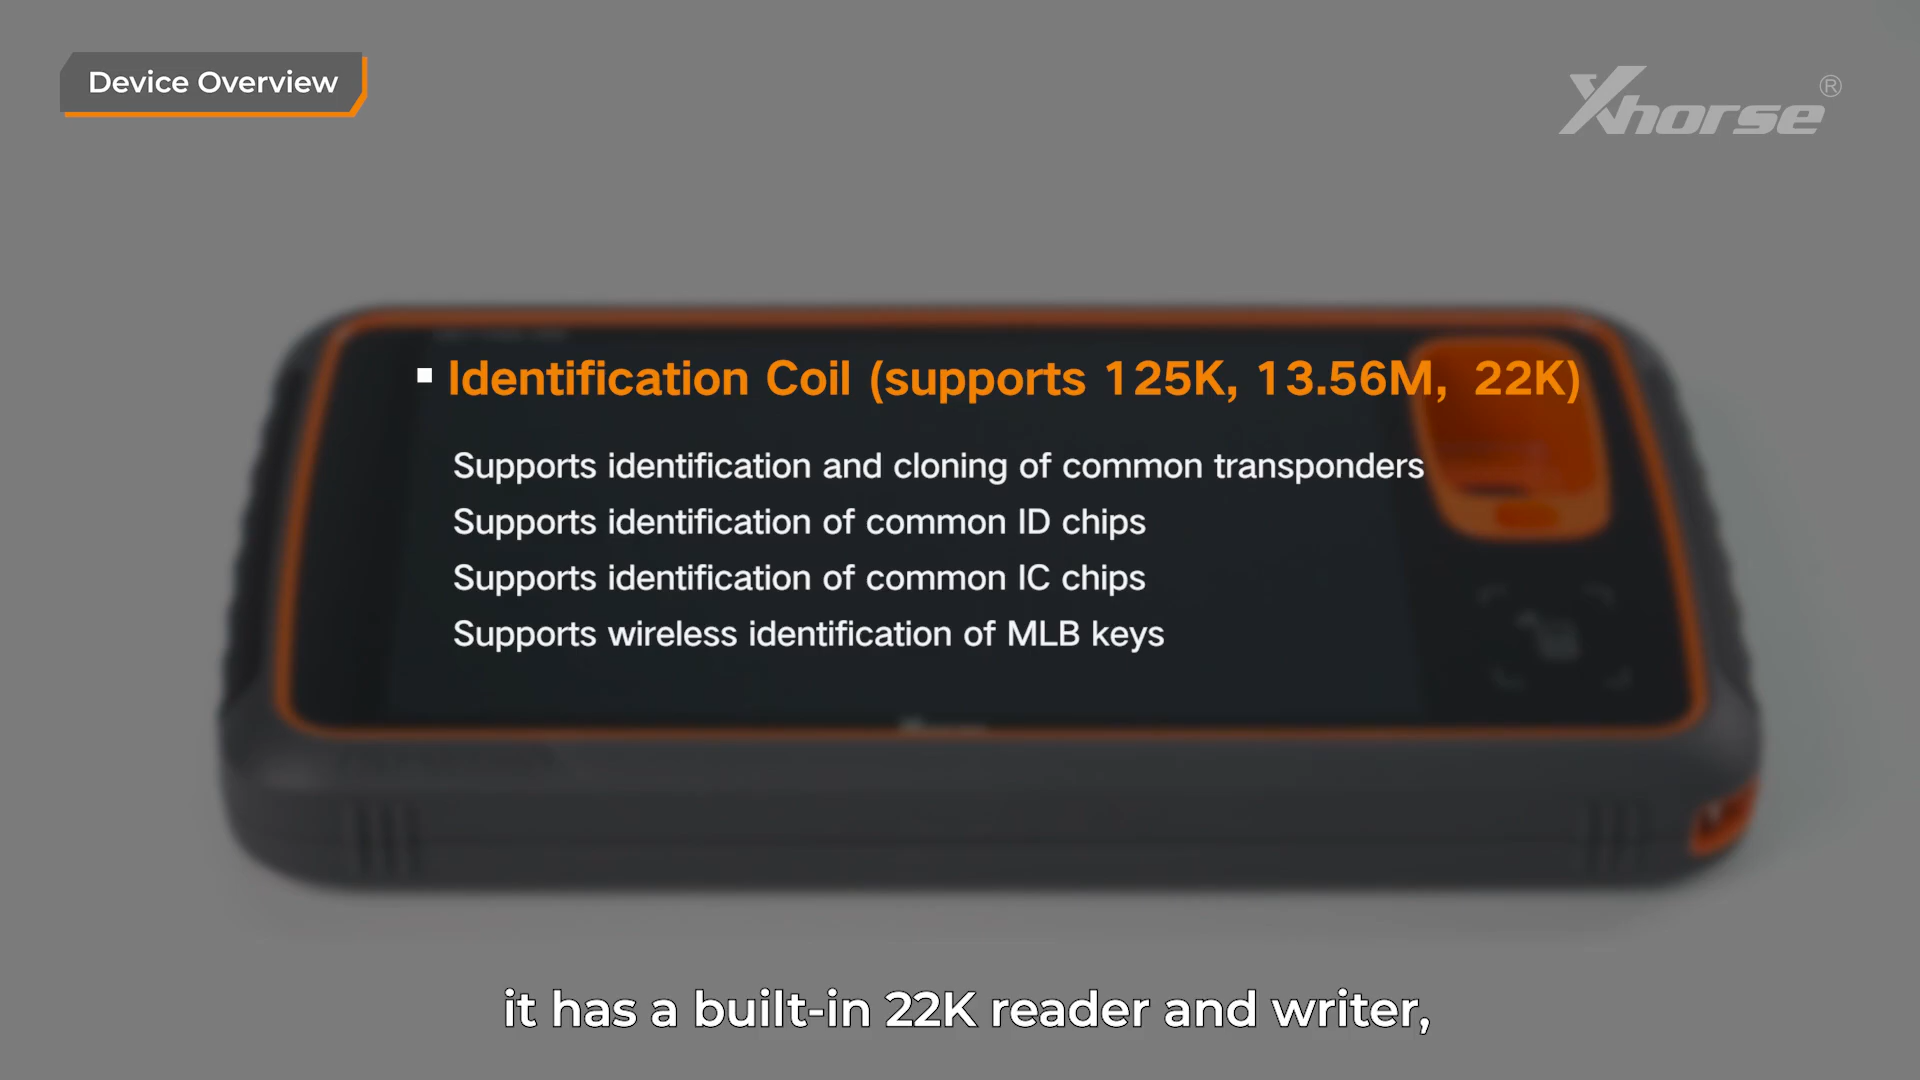 Device Overview
Xhorse®
Identification Coil (supports 125K, 13.56M, 22K)
Supports identification and cloning of common transponders
Supports identification of common ID chips
Supports identification of common IC chips
Supports wireless identification of MLB keys
it has a built-in 22K reader and writer,